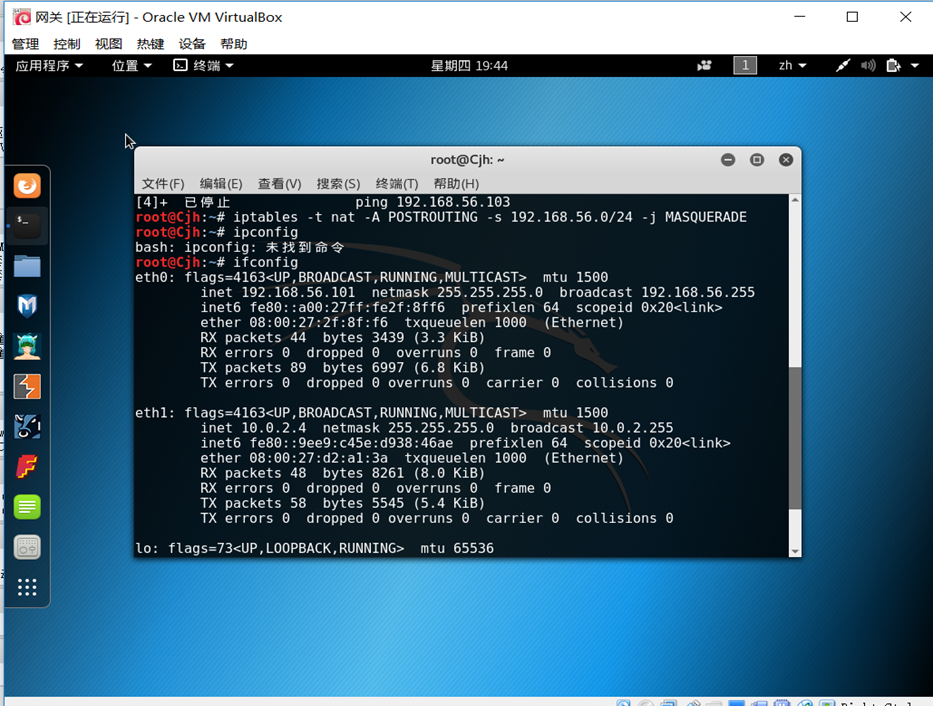 网关 [正在运行] - Oracle VM VirtualBox
管理 控制 视图 热键 设备 帮助
应用程序 位置 终端 星期四 19:44 1 zh
root@Cjh: ~
文件(F) 编辑(E) 查看(V) 搜索(S) 终端(T) 帮助(H)
[4]+ 已停止 ping 192.168.56.103
root@Cjh:~# iptables -t nat -A POSTROUTING -s 192.168.56.0/24 -j MASQUERADE
root@Cjh:~# ipconfig
bash: ipconfig: 未找到命令
root@Cjh:~# ifconfig
eth0: flags=4163<UP,BROADCAST,RUNNING,MULTICAST> mtu 1500
inet 192.168.56.101 netmask 255.255.255.0 broadcast 192.168.56.255
inet6 fe80::a00:27ff:fe2f:8ff6 prefixlen 64 scopeid 0x20<link>
ether 08:00:27:2f:8f:f6 txqueuelen 1000 (Ethernet)
RX packets 44 bytes 3439 (3.3 KiB)
RX errors 0 dropped 0 overruns 0 frame 0
TX packets 89 bytes 6997 (6.8 KiB)
TX errors 0 dropped 0 overruns 0 carrier 0 collisions 0
eth1: flags=4163<UP,BROADCAST,RUNNING,MULTICAST> mtu 1500
inet 10.0.2.4 netmask 255.255.255.0 broadcast 10.0.2.255
inet6 fe80::9ee9:c45e:d938:46ae prefixlen 64 scopeid 0x20<link>
ether 08:00:27:d2:a1:3a txqueuelen 1000 (Ethernet)
RX packets 48 bytes 8261 (8.0 KiB)
RX errors 0 dropped 0 overruns 0 frame 0
TX packets 58 bytes 5545 (5.4 KiB)
TX errors 0 dropped 0 overruns 0 carrier 0 collisions 0
lo: flags=73<UP,LOOPBACK,RUNNING> mtu 65536